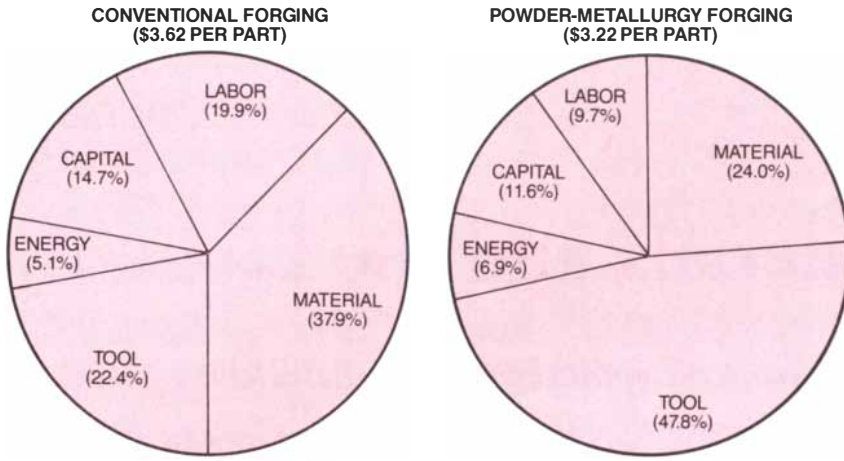 CONVENTIONAL FORGING
($3.62 PER PART)
LABOR
(19.9%)
CAPITAL
(14.7%)
ENERGY
(5.1%)
MATERIAL
(37.9%)
TOOL
(22.4%)
POWDER-METALLURGY FORGING
($3.22 PER PART)
LABOR
(9.7%)
MATERIAL
(24.0%)
CAPITAL
(11.6%)
ENERGY
(6.9%)
TOOL
(47.8%)